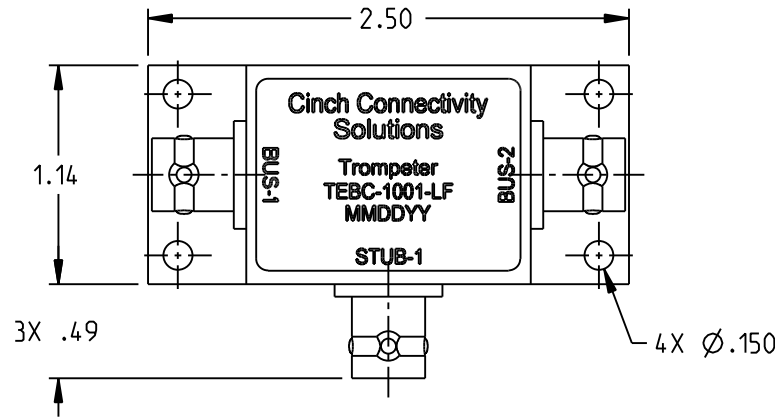 2.50
Cinch Connectivity
Solutions
1.14
BUS-1
Trompeter
BUS-2
TEBC-1001-LF
MMDDYY
STUB-1
3X .49
4X Ø.150